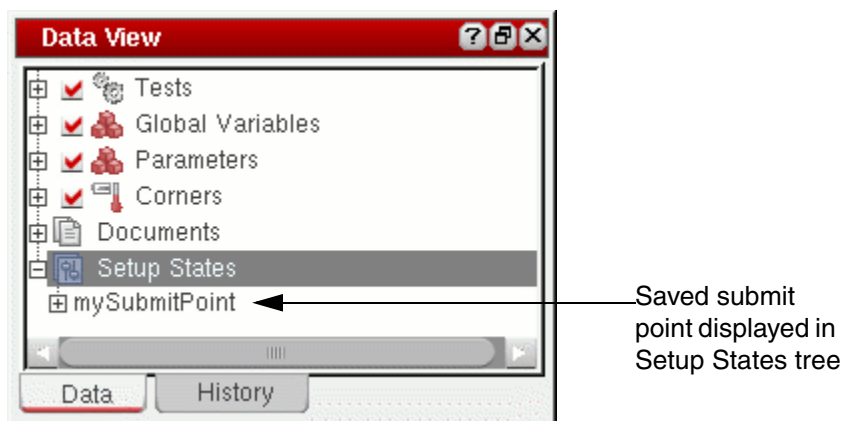 Data View
Tests
Global Variables
Parameters
Corners
Documents
Setup States
mySubmitPoint
Saved submit
point displayed in
Setup States tree
Data
History